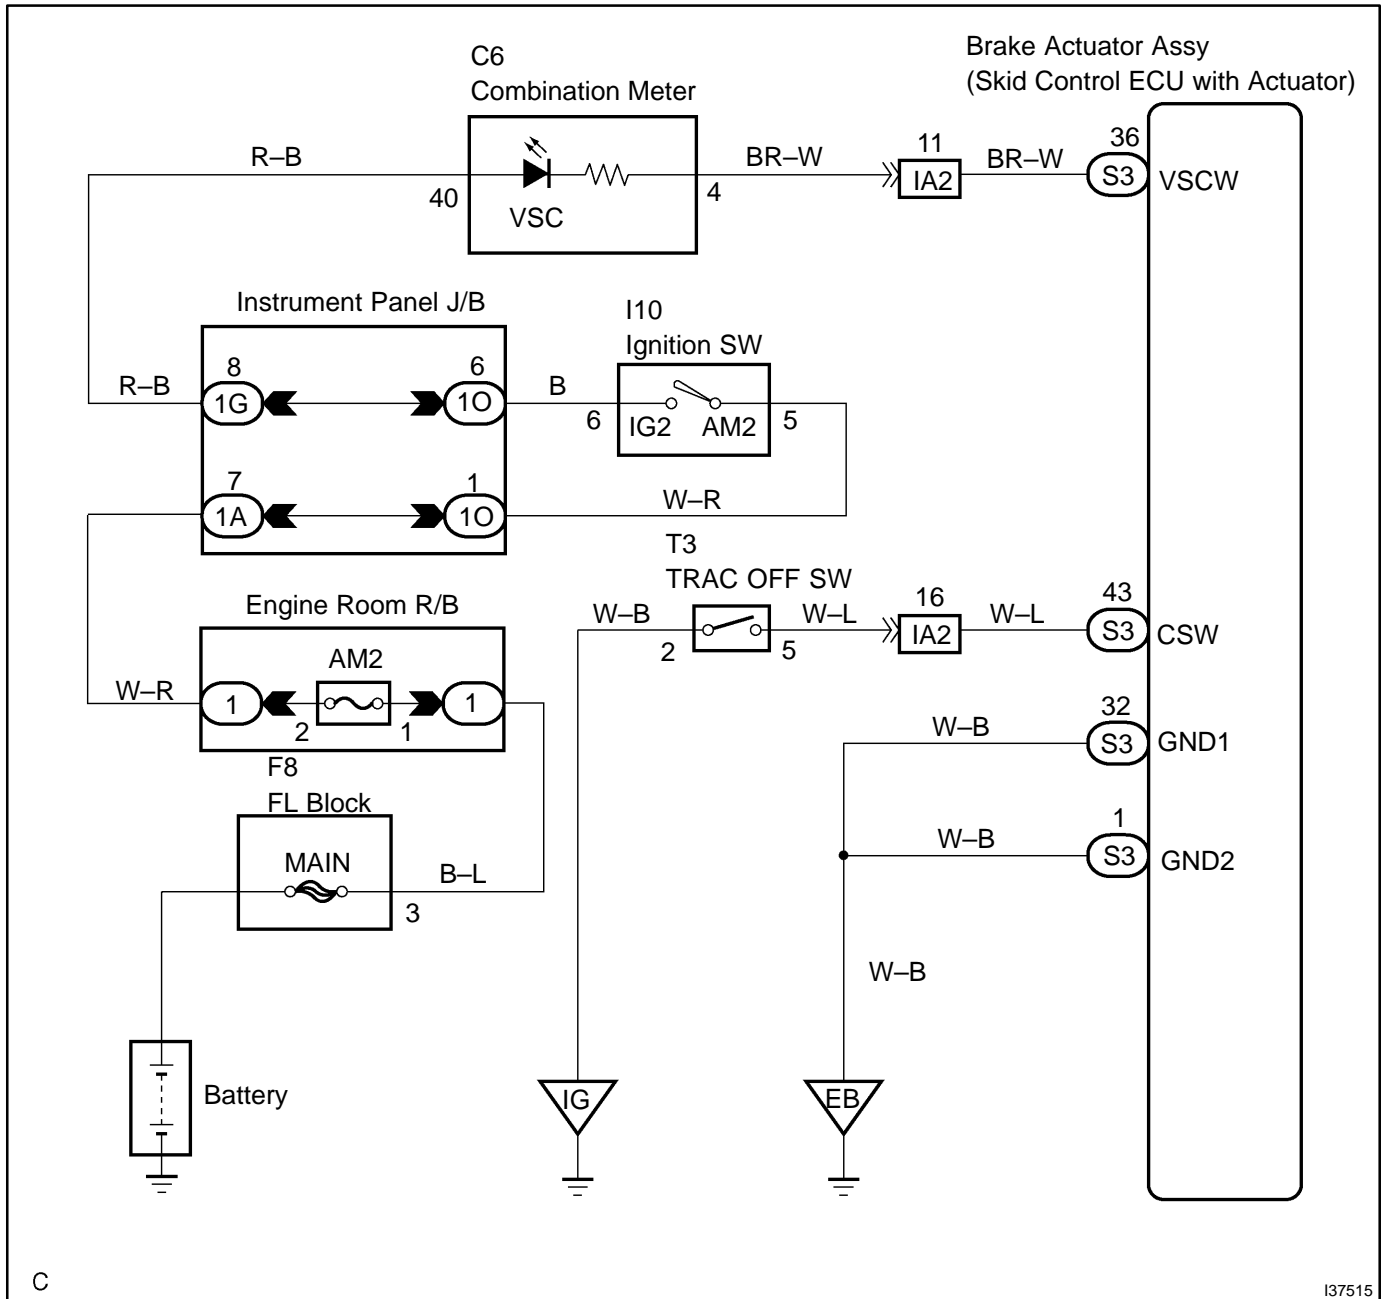 C6
Combination Meter
Brake Actuator Assy
(Skid Control ECU with Actuator)
R–B
BR–W
11
BR–W
36
40
VSC
4
IA2
S3
VSCW
Instrument Panel J/B
I10
Ignition SW
R–B
8
6
B
1G
1O
6
IG2
AM2
5
7
1
1A
1O
W–R
T3
TRAC OFF SW
Engine Room R/B
W–B
W–L
16
W–L
43
2
5
IA2
S3
CSW
AM2
W–R
1
2
1
1
32
W–B
S3
GND1
F8
FL Block
MAIN
B–L
3
1
W–B
S3
GND2
W–B
Battery
IG
EB
C
I37515